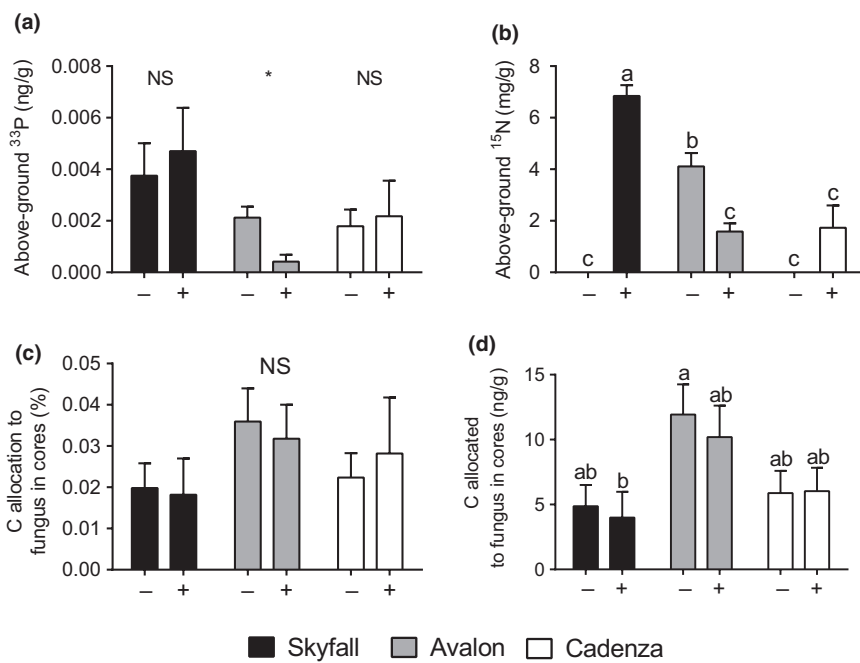 (a)
Above-ground ³³P (ng/g)
0.008
0.006
0.004
0.002
0.000
NS
*
NS
– + – + – +
(b)
Above-ground ¹⁵N (mg/g)
8
6
4
2
0
c a b c c c
– + – + – +
(c)
C allocation to
fungus in cores (%)
0.05
0.04
0.03
0.02
0.01
0.00
NS
– + – + – +
(d)
C allocated
to fungus in cores (ng/g)
15
10
5
0
ab b a ab ab ab
– + – + – +
Skyfall Avalon Cadenza